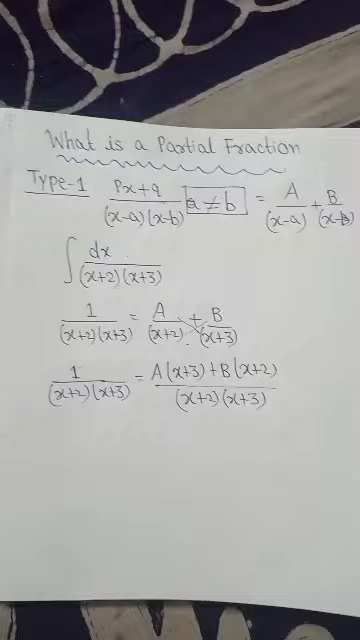 What is a Partial Fraction
Type-1 Px+q/(x-a)(x-b) a≠b = A/(x-a) + B/(x-b)
∫ dx/(x+2)(x+3)
1/(x+2)(x+3) = A/(x+2) + B/(x+3)
1/(x+2)(x+3) = A(x+3)+B(x+2)/(x+2)(x+3)